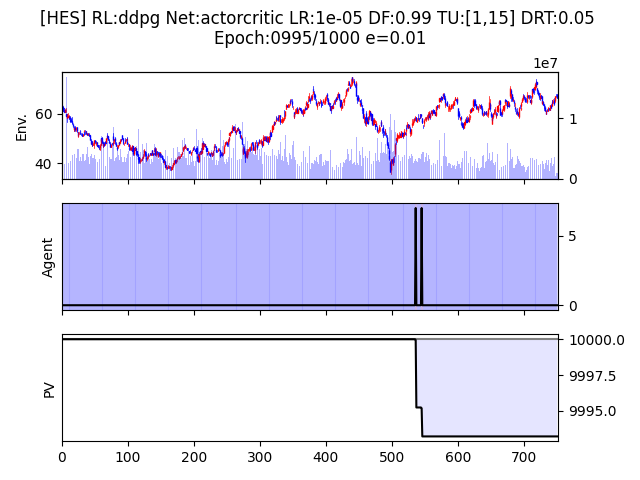 [HES] RL:ddpg Net:actorcritic LR:1e-05 DF:0.99 TU:[1,15] DRT:0.05
Epoch:0995/1000 e=0.01
1e7
Env.
60
40
1
0
Agent
5
0
PV
10000.0
9997.5
9995.0
0 100 200 300 400 500 600 700